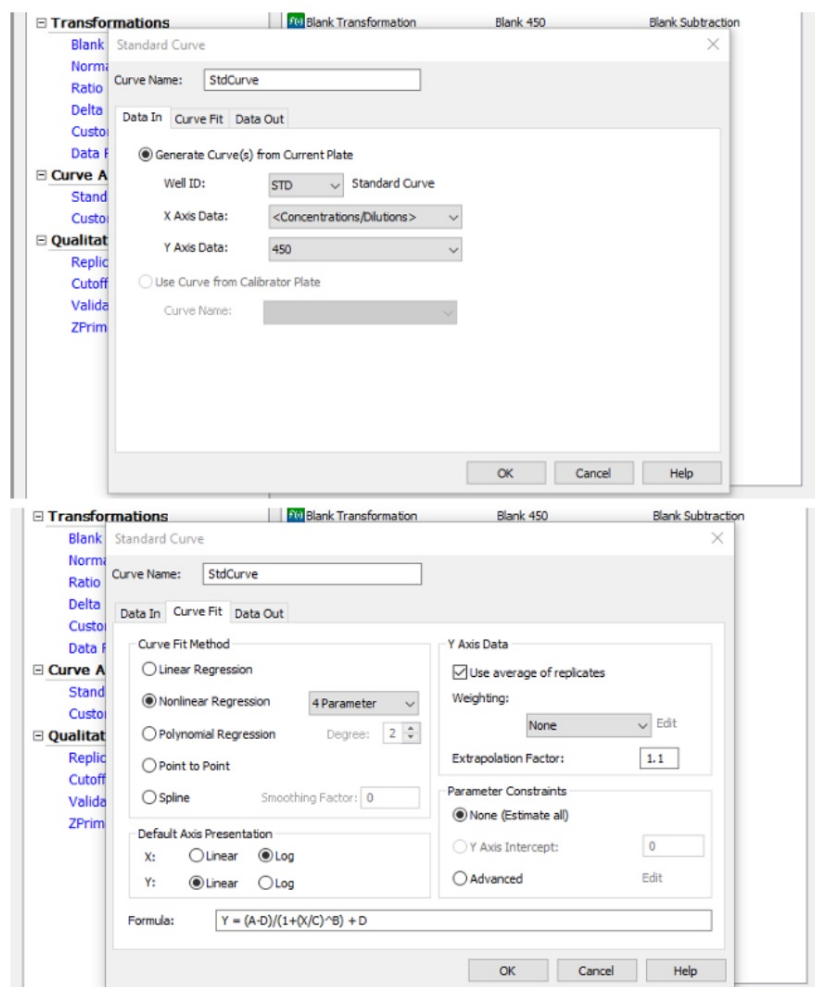 Transformations
Blank Transformation Blank 450 Blank Subtraction
Blank
Standard Curve
Norma
Ratio
Curve Name: StdCurve
Delta
Data In Curve Fit Data Out
Custo
Data F
Generate Curve(s) from Current Plate
Curve A
Well ID: STD Standard Curve
Stand
X Axis Data: <Concentrations/Dilutions>
Custo
Qualitat
Y Axis Data: 450
Replic
Cutoff
Use Curve from Calibrator Plate
Valida
Curve Name:
ZPrim
OK Cancel Help
Transformations
Blank Transformation Blank 450 Blank Subtraction
Blank
Standard Curve
Norma
Ratio
Curve Name: StdCurve
Delta
Data In Curve Fit Data Out
Custo
Data F
Curve Fit Method
Y Axis Data
Curve A
Linear Regression
Use average of replicates
Stand
Nonlinear Regression 4 Parameter
Weighting:
Custo
None Edit
Qualitat
Polynomial Regression Degree: 2
Replic
Point to Point
Extrapolation Factor: 1.1
Cutoff
Valida
Spline Smoothing Factor: 0
Parameter Constraints
ZPrim
None (Estimate all)
Default Axis Presentation
X: Linear Log
Y Axis Intercept: 0
Y: Linear Log
Advanced Edit
Formula: Y = (A-D)/(1+(X/C)^B) + D
OK Cancel Help